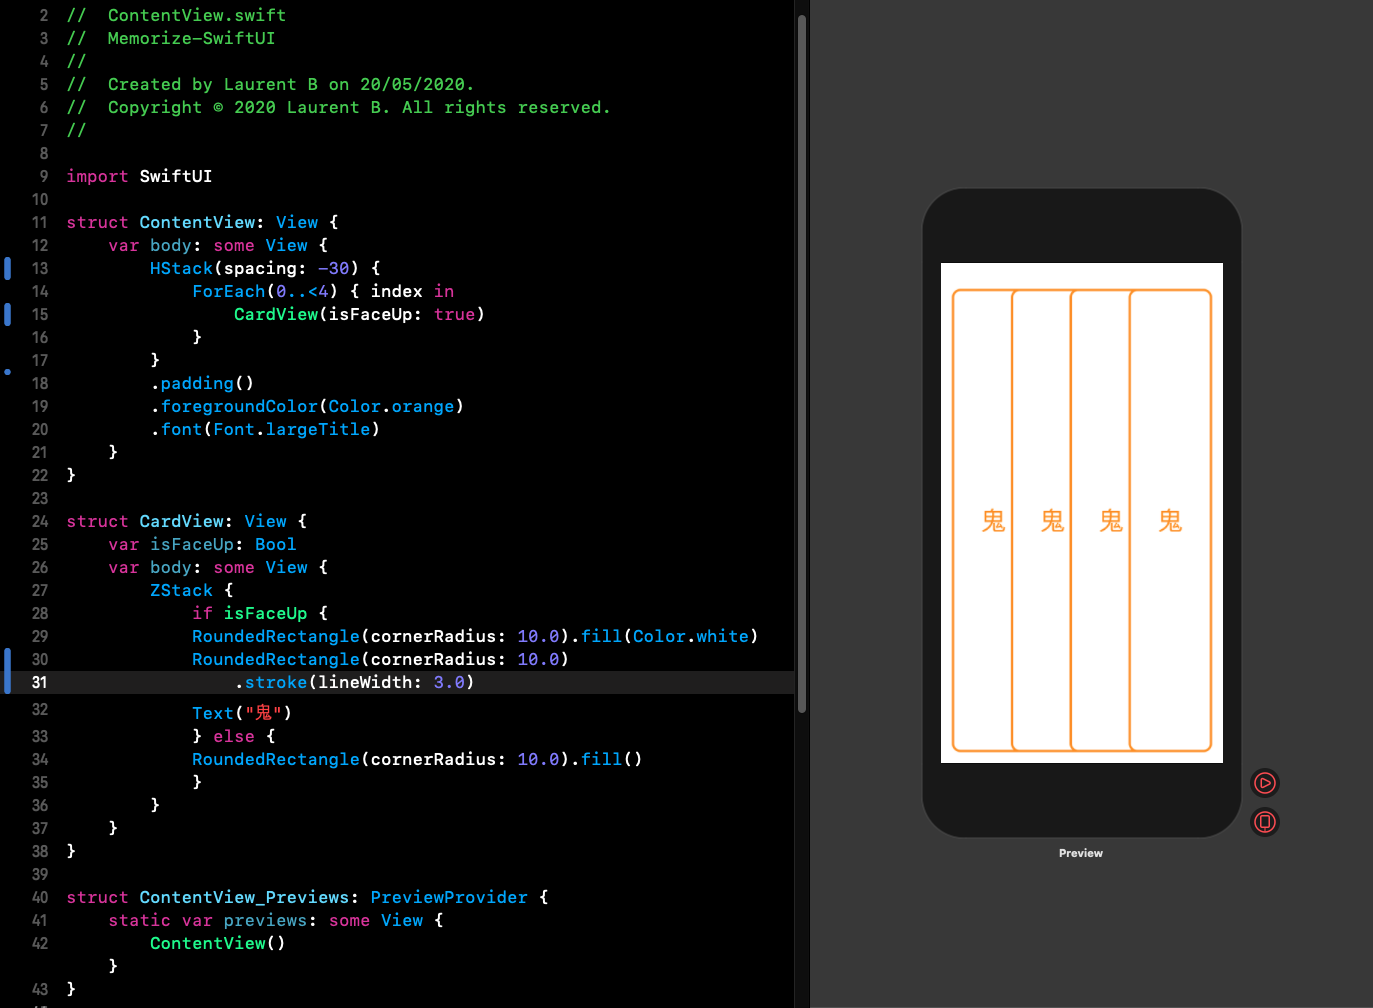 2 //  ContentView.swift
3 //  Memorize-SwiftUI
4 //
5 //  Created by Laurent B on 20/05/2020.
6 //  Copyright © 2020 Laurent B. All rights reserved.
7 //
8
9 import SwiftUI
10
11 struct ContentView: View {
12     var body: some View {
13         HStack(spacing: -30) {
14             ForEach(0..<4) { index in
15                 CardView(isFaceUp: true)
16             }
17         }
18         .padding()
19         .foregroundColor(Color.orange)
20         .font(Font.largeTitle)
21     }
22 }
23
24 struct CardView: View {
25     var isFaceUp: Bool
26     var body: some View {
27         ZStack {
28             if isFaceUp {
29             RoundedRectangle(cornerRadius: 10.0).fill(Color.white)
30             RoundedRectangle(cornerRadius: 10.0)
31                 .stroke(lineWidth: 3.0)
32             Text("鬼")
33             } else {
34             RoundedRectangle(cornerRadius: 10.0).fill()
35             }
36         }
37     }
38 }
39
40 struct ContentView_Previews: PreviewProvider {
41     static var previews: some View {
42         ContentView()
    }
43 }
鬼 鬼 鬼 鬼
Preview